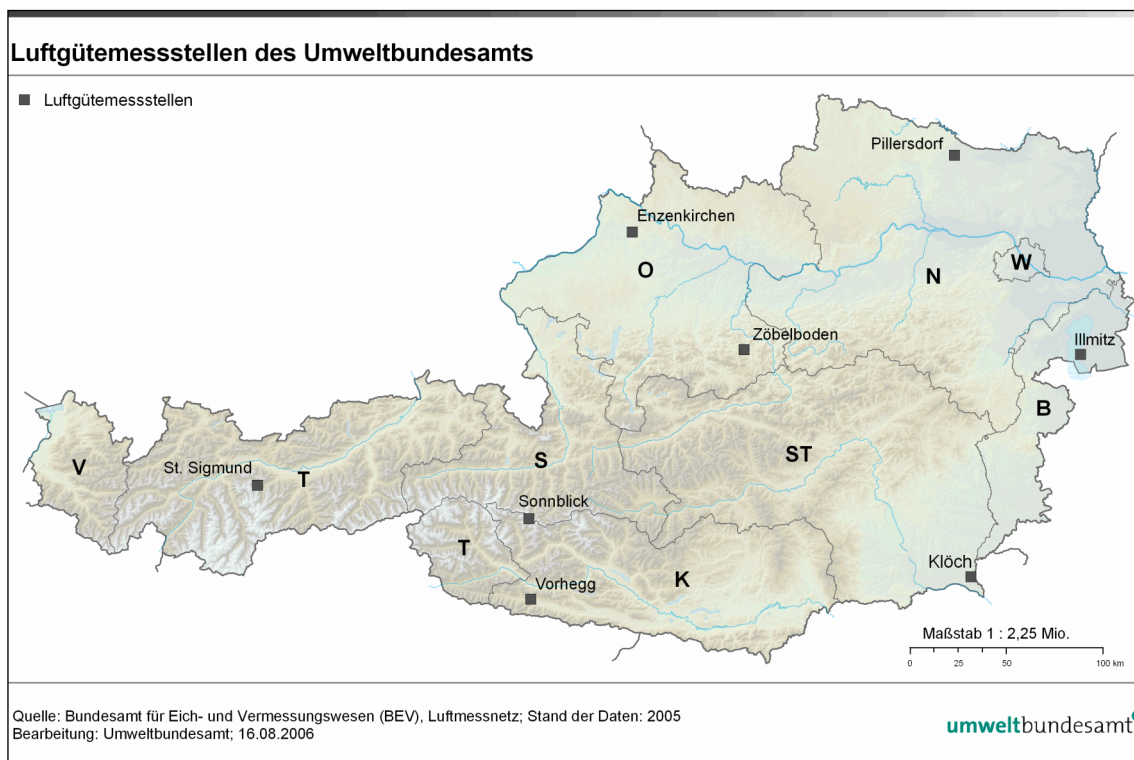 Luftgütemessstellen des Umweltbundesamts
Luftgütemessstellen
Pillersdorf
Enzenkirchen
O
N
W
Zöbelboden
Illmitz
B
V
St. Sigmund
T
S
ST
Sonnblick
T
K
Klöch
Vorhegg
Maßstab 1 : 2,25 Mio.
0 25 50 100 km
Quelle: Bundesamt für Eich- und Vermessungswesen (BEV), Luftmessnetz; Stand der Daten: 2005
Bearbeitung: Umweltbundesamt; 16.08.2006
umweltbundesamt